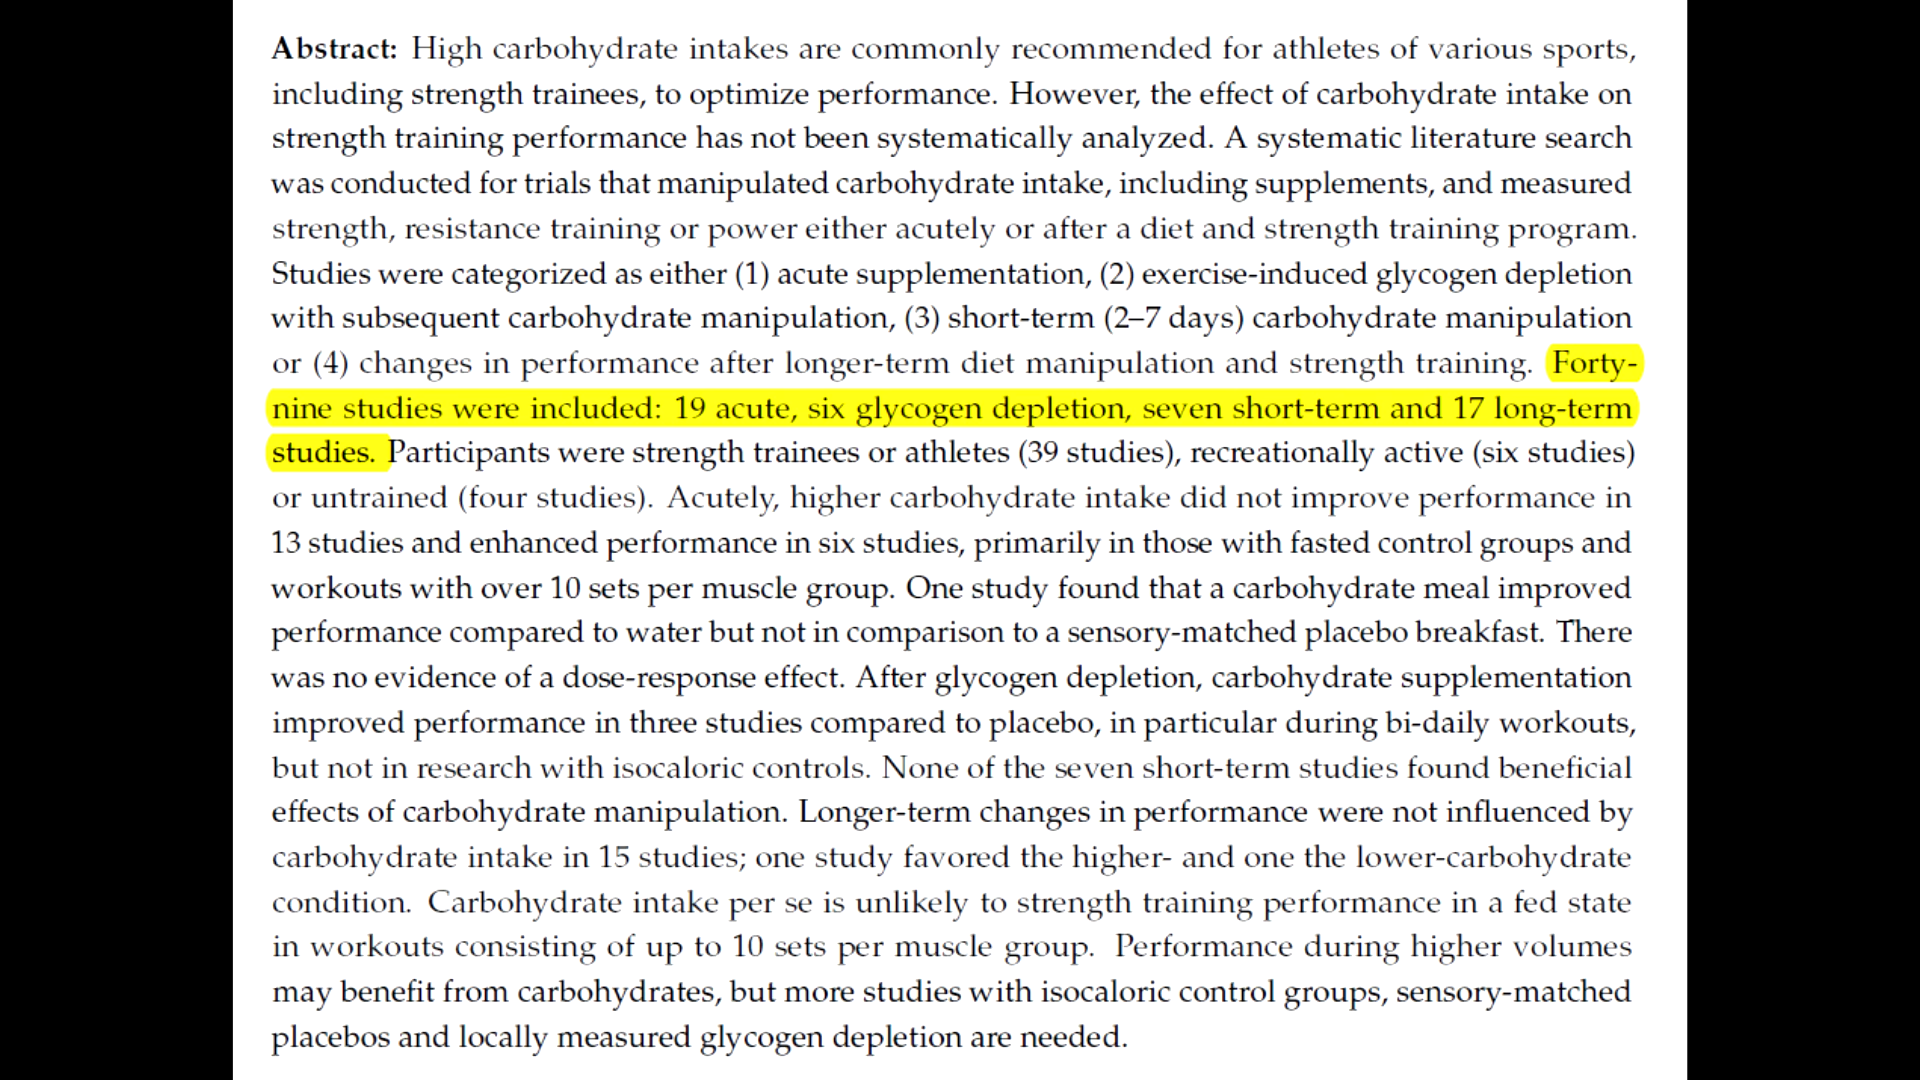 Abstract: High carbohydrate intakes are commonly recommended for athletes of various sports,
including strength trainees, to optimize performance. However, the effect of carbohydrate intake on
strength training performance has not been systematically analyzed. A systematic literature search
was conducted for trials that manipulated carbohydrate intake, including supplements, and measured
strength, resistance training or power either acutely or after a diet and strength training program.
Studies were categorized as either (1) acute supplementation, (2) exercise-induced glycogen depletion
with subsequent carbohydrate manipulation, (3) short-term (2–7 days) carbohydrate manipulation
or (4) changes in performance after longer-term diet manipulation and strength training. Forty-
nine studies were included: 19 acute, six glycogen depletion, seven short-term and 17 long-term
studies. Participants were strength trainees or athletes (39 studies), recreationally active (six studies)
or untrained (four studies). Acutely, higher carbohydrate intake did not improve performance in
13 studies and enhanced performance in six studies, primarily in those with fasted control groups and
workouts with over 10 sets per muscle group. One study found that a carbohydrate meal improved
performance compared to water but not in comparison to a sensory-matched placebo breakfast. There
was no evidence of a dose-response effect. After glycogen depletion, carbohydrate supplementation
improved performance in three studies compared to placebo, in particular during bi-daily workouts,
but not in research with isocaloric controls. None of the seven short-term studies found beneficial
effects of carbohydrate manipulation. Longer-term changes in performance were not influenced by
carbohydrate intake in 15 studies; one study favored the higher- and one the lower-carbohydrate
condition. Carbohydrate intake per se is unlikely to strength training performance in a fed state
in workouts consisting of up to 10 sets per muscle group. Performance during higher volumes
may benefit from carbohydrates, but more studies with isocaloric control groups, sensory-matched
placebos and locally measured glycogen depletion are needed.